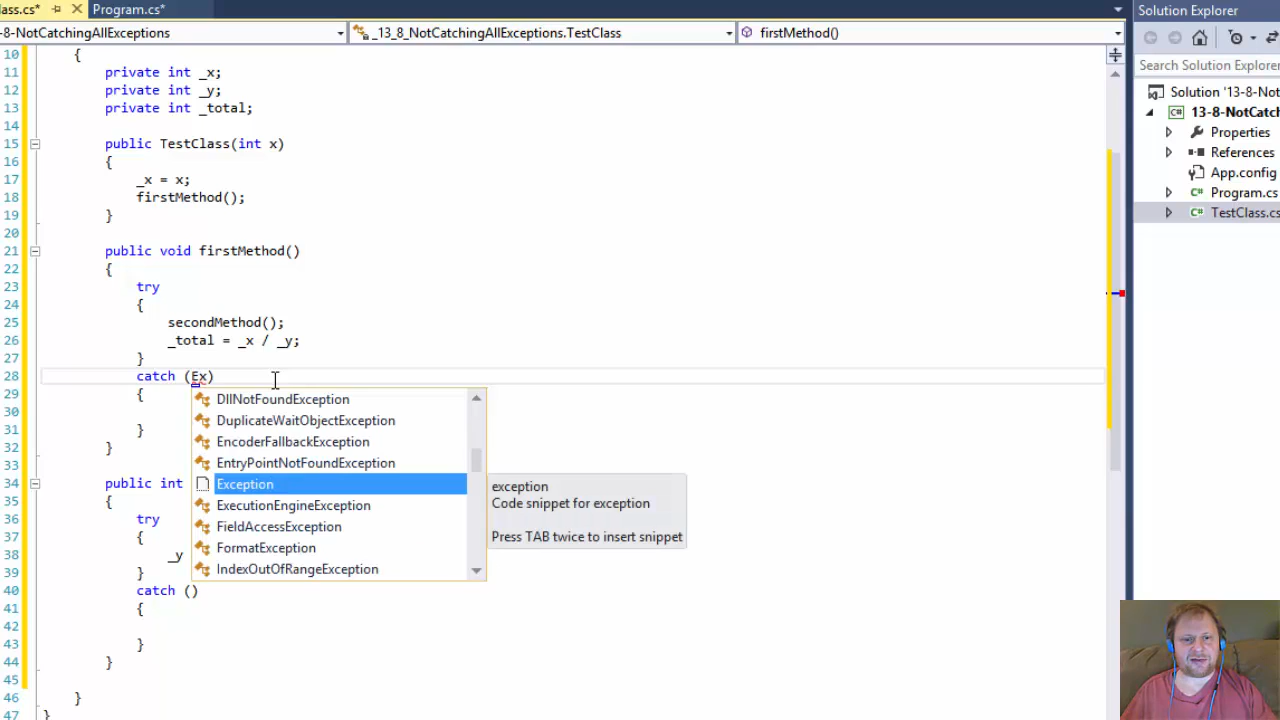 ass.cs* Program.cs*
Solution Explorer
-8-NotCatchingAllExceptions _13_8_NotCatchingAllExceptions.TestClass firstMethod()
Search Solution Explorer
Solution '13-8-Not
13-8-NotCatch
Properties
References
App.config
Program.cs
TestClass.cs
10 {
11 private int _x;
12 private int _y;
13 private int _total;
14
15 public TestClass(int x)
16 {
17 _x = x;
18 firstMethod();
19 }
20
21 public void firstMethod()
22 {
23 try
24 {
25 secondMethod();
26 _total = _x / _y;
27 }
28 catch (Ex)
29 {
30
31 }
32 }
33
34 public int
35 {
36 try
37 {
38 _y
39 }
40 catch ()
41 {
42
43 }
44 }
45
46 }
47 }
DllNotFoundException
DuplicateWaitObjectException
EncoderFallbackException
EntryPointNotFoundException
Exception
ExecutionEngineException
FieldAccessException
FormatException
IndexOutOfRangeException
exception
Code snippet for exception
Press TAB twice to insert snippet